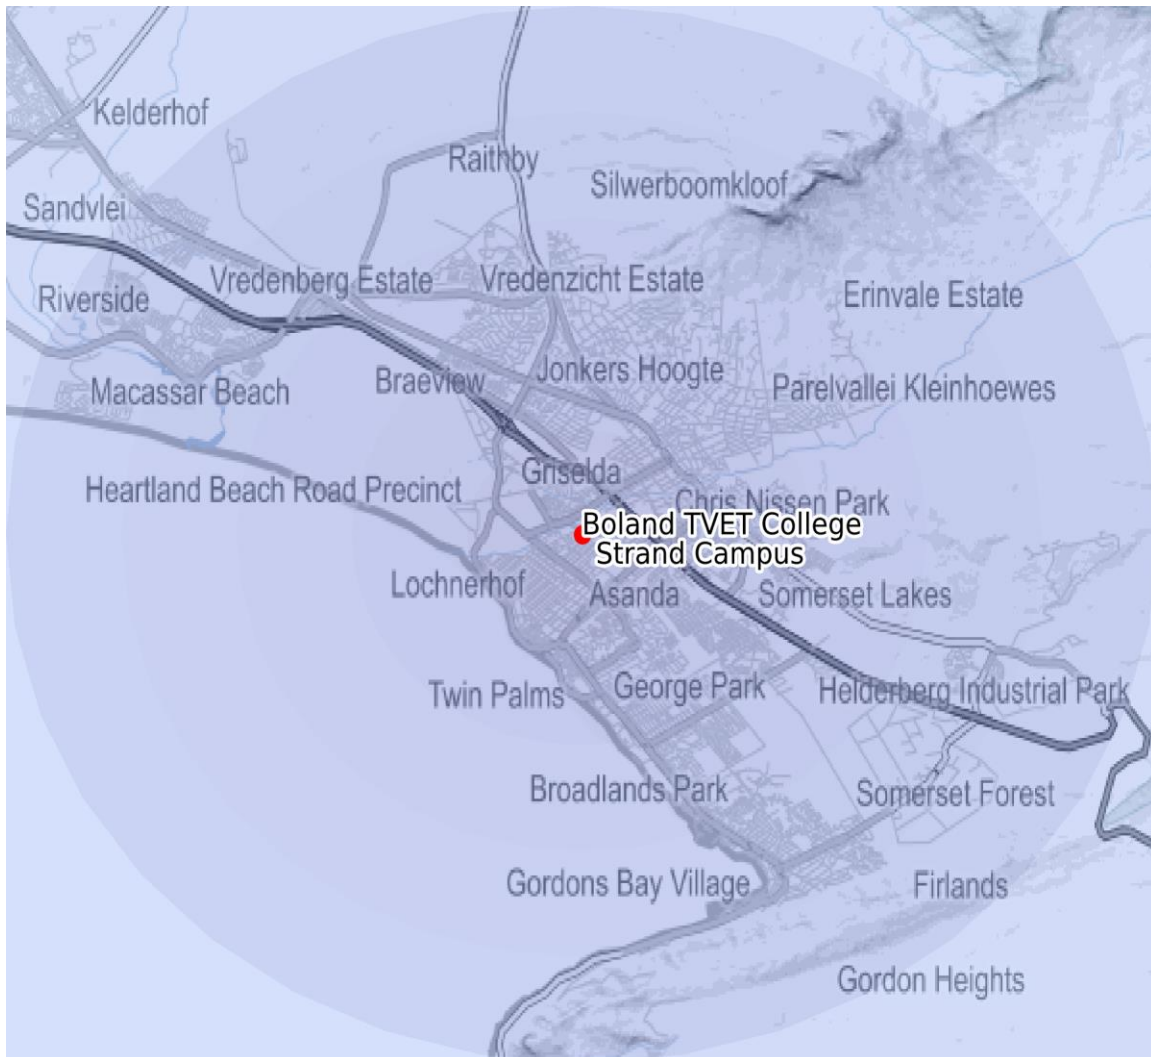 Kelderhof
Raithby
Silwerboomkloof
Sandvlei
Vredenberg Estate
Vredenzicht Estate
Riverside
Erinvale Estate
Braeview
Jonkers Hoogte
Macassar Beach
Parelvallei Kleinhoewes
Griselda
Heartland Beach Road Precinct
Chris Nissen Park
Boland TVET College
Strand Campus
Lochnerhof
Asanda
Somerset Lakes
Twin Palms
George Park
Helderberg Industrial Park
Broadlands Park
Somerset Forest
Gordons Bay Village
Firlands
Gordon Heights